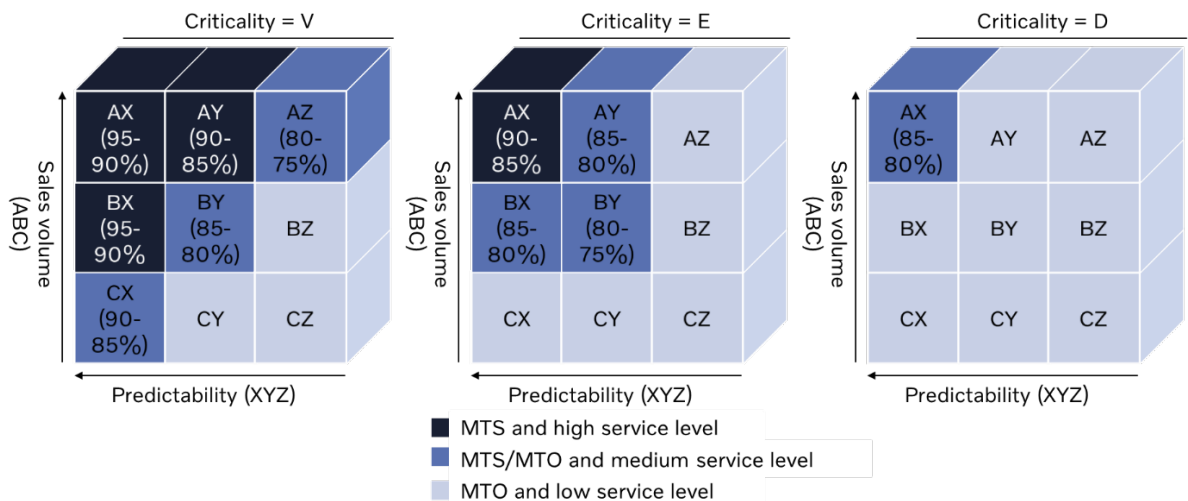 Criticality = V
Criticality = E
Criticality = D
Sales volume
(ABC)
AX
(95-
90%)
AY
(90-
85%)
AZ
(80-
75%)
BX
(95-
90%
BY
(85-
80%)
BZ
CX
(90-
85%)
CY
CZ
Predictability (XYZ)
Sales volume
(ABC)
AX
(90-
85%
AY
(85-
80%)
AZ
BX
(85-
80%)
BY
(80-
75%)
BZ
CX
CY
CZ
Predictability (XYZ)
Sales volume
(ABC)
AX
(85-
80%)
AY
AZ
BX
BY
BZ
CX
CY
CZ
Predictability (XYZ)
MTS and high service level
MTS/MTO and medium service level
MTO and low service level